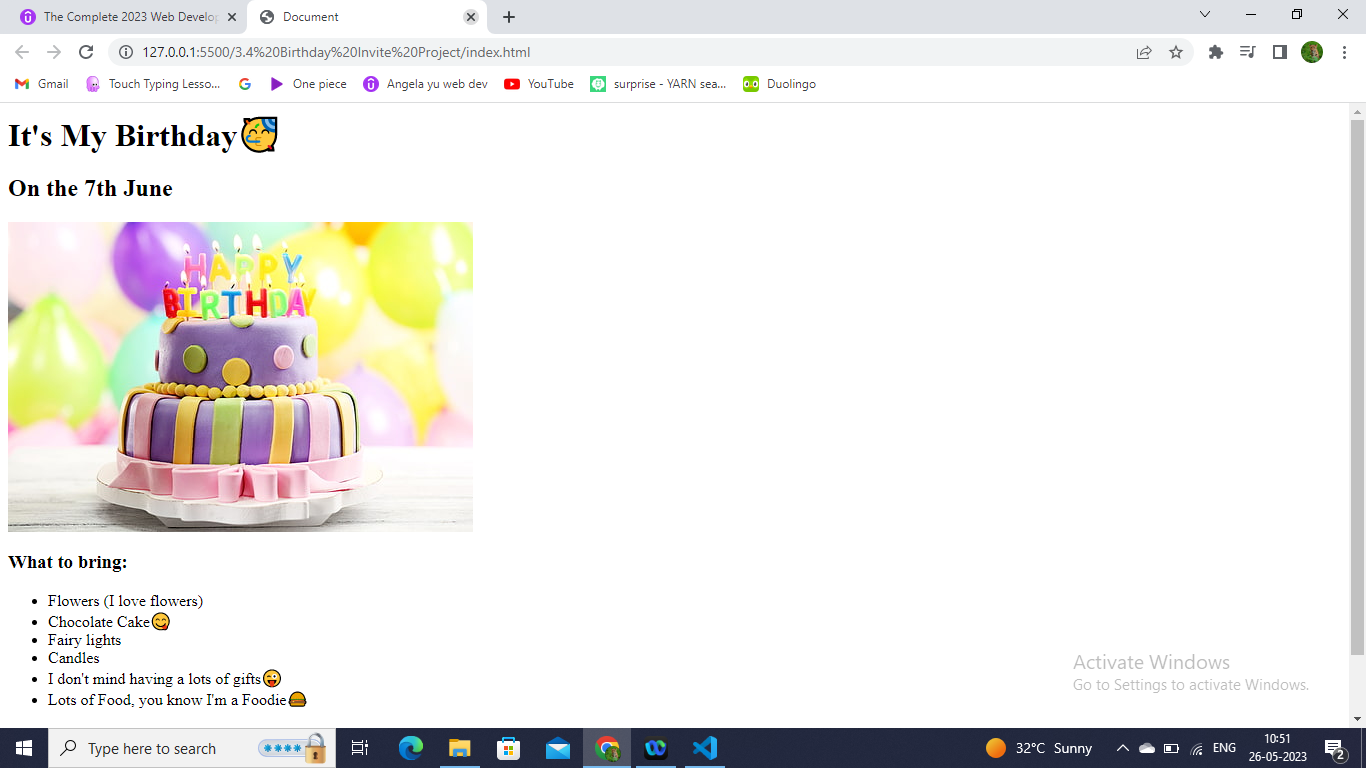 The Complete 2023 Web Develop
Document
127.0.0.1:5500/3.4%20Birthday%20Invite%20Project/index.html
Gmail
Touch Typing Lesso...
One piece
Angela yu web dev
YouTube
surprise - YARN sea...
Duolingo
It's My Birthday🥳
On the 7th June
HAPPY
BIRTHDAY
What to bring:
Flowers (I love flowers)
Chocolate Cake😋
Fairy lights
Candles
I don't mind having a lots of gifts😜
Lots of Food, you know I'm a Foodie🍔
Activate Windows
Go to Settings to activate Windows.
Type here to search
32°C Sunny
ENG
10:51
26-05-2023
2